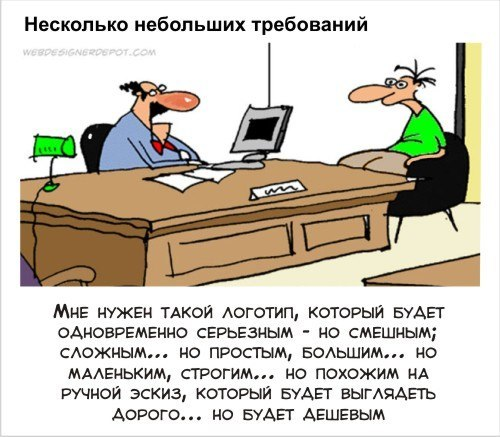 Несколько небольших требований
WEBDESIGNERDEPOT.COM
Мне нужен такой логотип, который будет
одновременно серьезным - но смешным;
сложным... но простым, большим... но
маленьким, строгим... но похожим на
ручной эскиз, который будет выглядеть
дорого... но будет дешевым